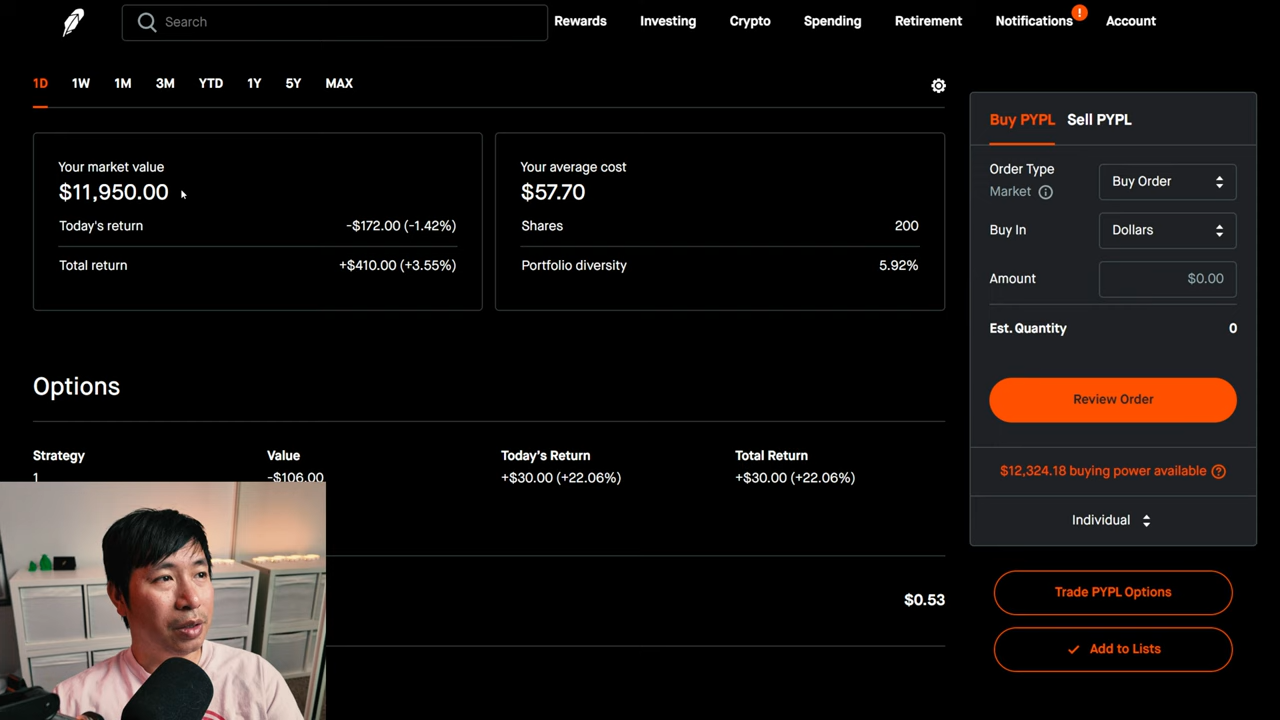 Search
Rewards
Investing
Crypto
Spending
Retirement
Notifications
!
Account
1D
1W
1M
3M
YTD
1Y
5Y
MAX
Your market value
$11,950.00
Today's return
-$172.00 (-1.42%)
Total return
+$410.00 (+3.55%)
Your average cost
$57.70
Shares
200
Portfolio diversity
5.92%
Options
Strategy
Value
Today's Return
Total Return
1
-$106.00
+$30.00 (+22.06%)
+$30.00 (+22.06%)
$0.53
Buy PYPL
Sell PYPL
Order Type
Market
Buy Order
Buy In
Dollars
Amount
$0.00
Est. Quantity
0
Review Order
$12,324.18 buying power available
Individual
Trade PYPL Options
Add to Lists